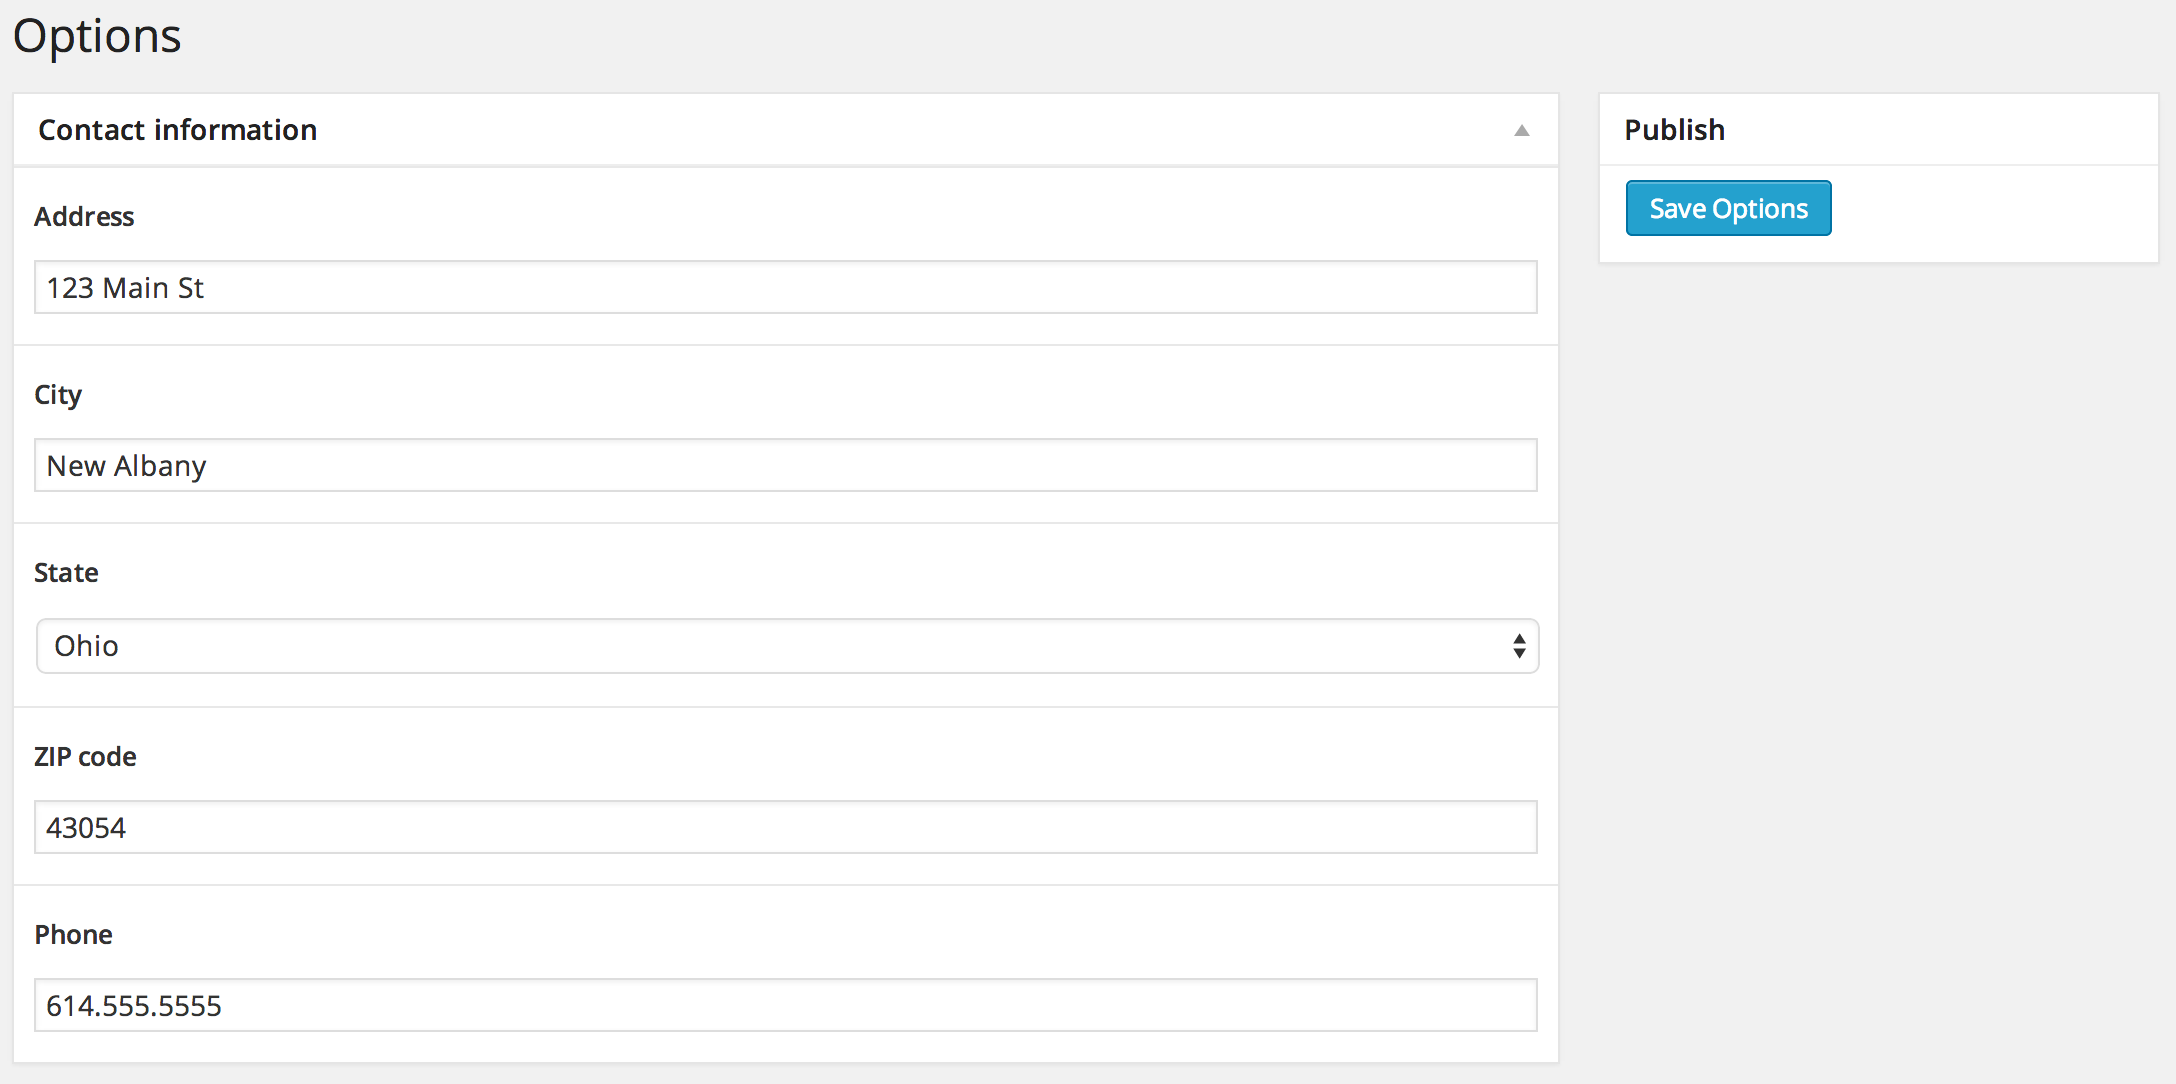 Options
Contact information
Address
123 Main St
City
New Albany
State
Ohio
ZIP code
43054
Phone
614.555.5555
Publish
Save Options